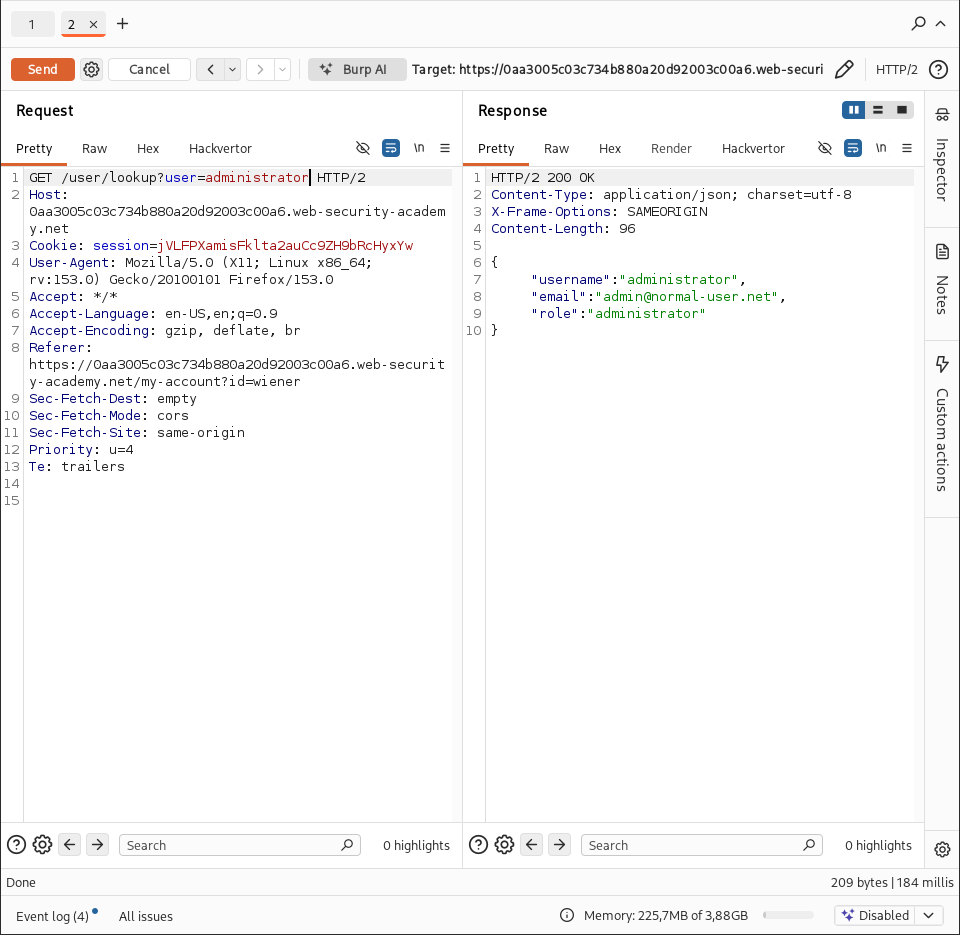 1
2 × +
Send
Cancel
Burp AI
Target: https://0aa3005c03c734b880a20d92003c00a6.web-securi
HTTP/2
Request
Pretty
Raw
Hex
Hackvertor
\n
1 GET /user/lookup?user=administrator HTTP/2
2 Host:
0aa3005c03c734b880a20d92003c00a6.web-security-academ
y.net
3 Cookie: session=jVLFPXamisFklta2auCc9ZH9bRcHyxYw
4 User-Agent: Mozilla/5.0 (X11; Linux x86_64;
rv:153.0) Gecko/20100101 Firefox/153.0
5 Accept: */*
6 Accept-Language: en-US,en;q=0.9
7 Accept-Encoding: gzip, deflate, br
8 Referer:
https://0aa3005c03c734b880a20d92003c00a6.web-securit
y-academy.net/my-account?id=wiener
9 Sec-Fetch-Dest: empty
10 Sec-Fetch-Mode: cors
11 Sec-Fetch-Site: same-origin
12 Priority: u=4
13 Te: trailers
14
15
Search
0 highlights
Response
Pretty
Raw
Hex
Render
Hackvertor
\n
1 HTTP/2 200 OK
2 Content-Type: application/json; charset=utf-8
3 X-Frame-Options: SAMEORIGIN
4 Content-Length: 96
5
6 {
7 "username":"administrator",
8 "email":"admin@normal-user.net",
9 "role":"administrator"
10 }
Search
0 highlights
Inspector
Notes
Custom actions
Done
209 bytes | 184 millis
Event log (4)
All issues
Memory: 225,7MB of 3,88GB
Disabled